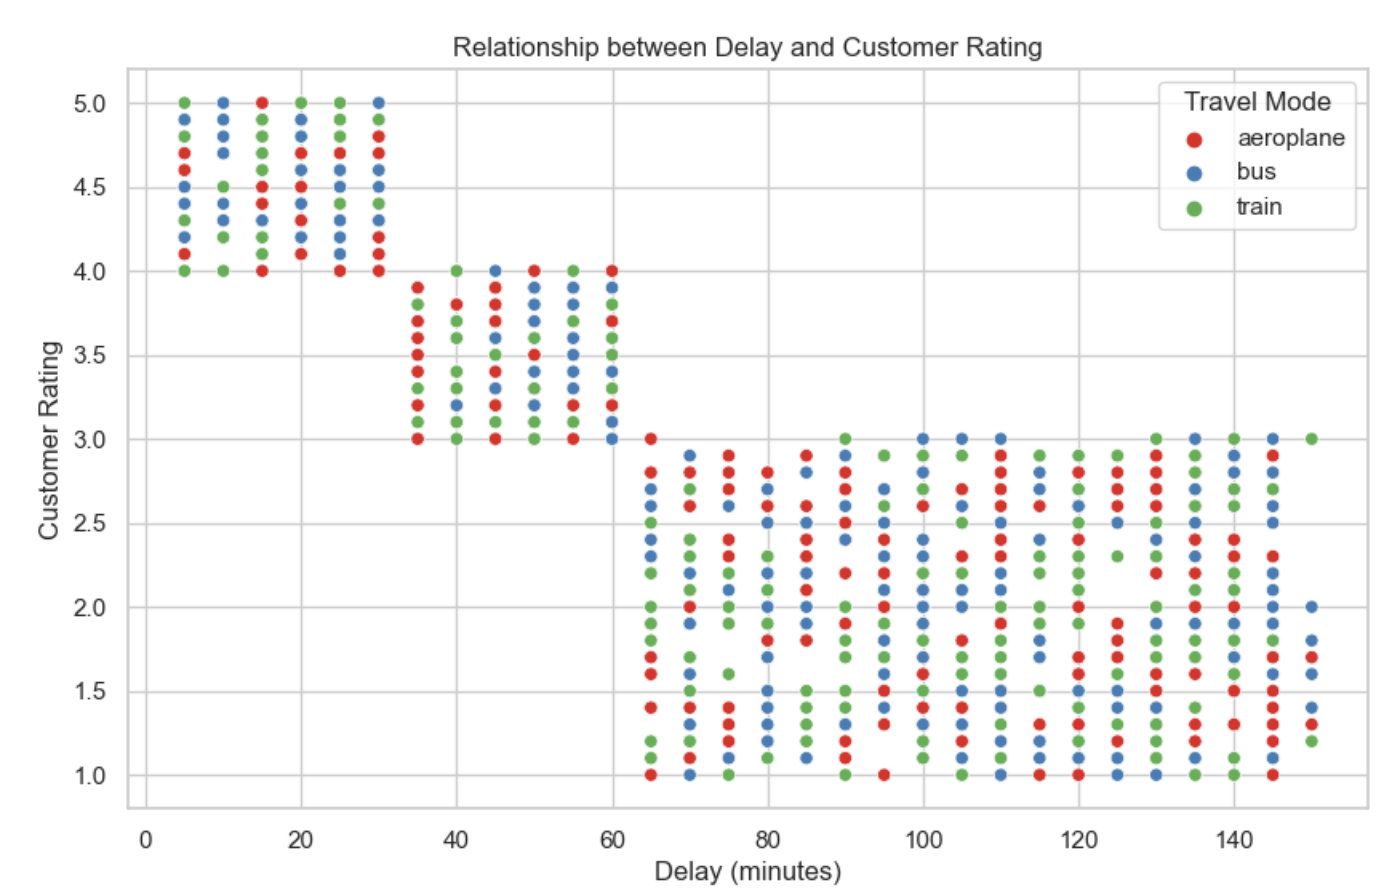 Relationship between Delay and Customer Rating
Travel Mode
aeroplane
bus
train
Customer Rating
5.0
4.5
4.0
3.5
3.0
2.5
2.0
1.5
1.0
0 20 40 60 80 100 120 140
Delay (minutes)